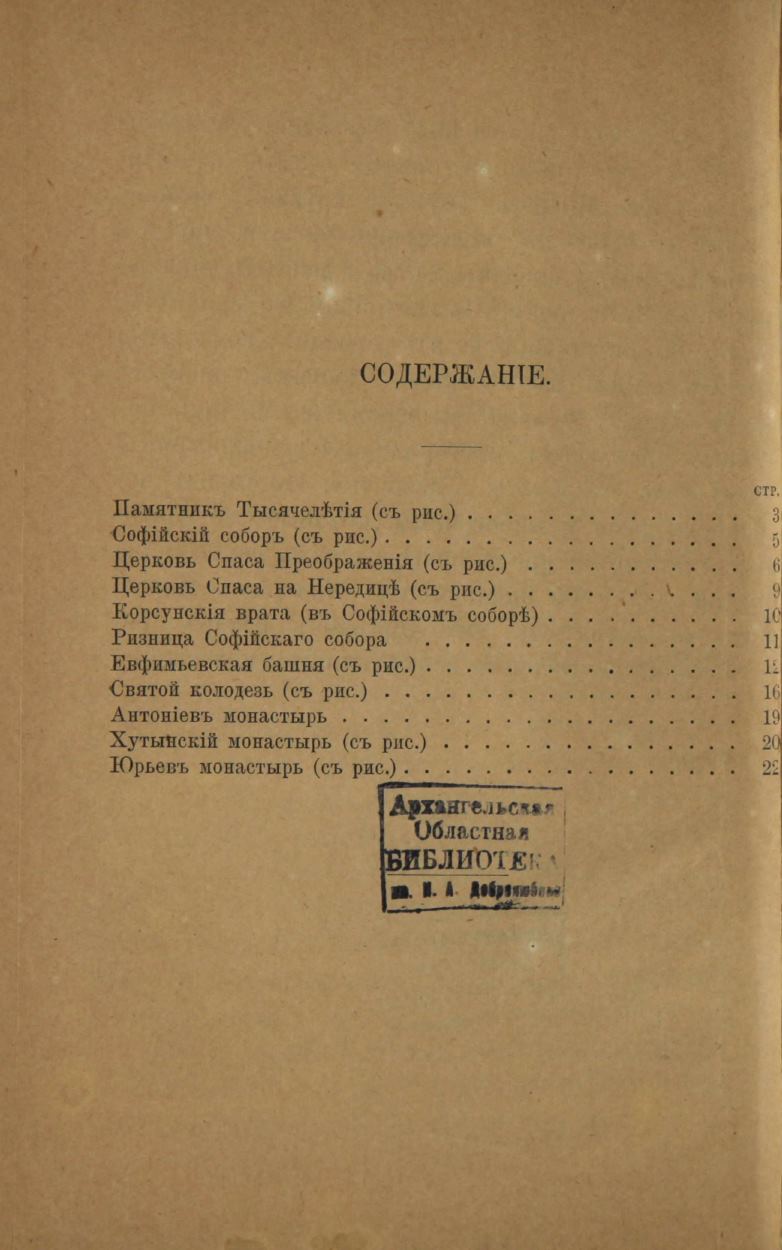 СОДЕРЖАНІЕ.
СТР.
Памятникъ Тысячелѣтія (съ рис.) . . . . . . . . . . . . . . 3
Софійскій соборъ (съ рис.) . . . . . . . . . . . . . . . . . . 5
Церковь Спаса Преображенія (съ рис.) . . . . . . . . . . . 6
Церковь Спаса на Нередицѣ (съ рис.) . . . . . . . . . . . . 9
Корсунскія врата (въ Софійскомъ соборѣ) . . . . . . . . . . 10
Ризница Софійскаго собора . . . . . . . . . . . . . . . . 11
Евфимьевская башня (съ рис.) . . . . . . . . . . . . . . . . 12
Святой колодезь (съ рис.) . . . . . . . . . . . . . . . . . . 16
Антоніевъ монастырь . . . . . . . . . . . . . . . . . . . . 19
Хутынскій монастырь (съ рис.) . . . . . . . . . . . . . . . 20
Юрьевъ монастырь (съ рис.) . . . . . . . . . . . . . . . . . 22
Архангельская
Областная
БИБЛИОТЕК
им. Н. А. Добролюбова